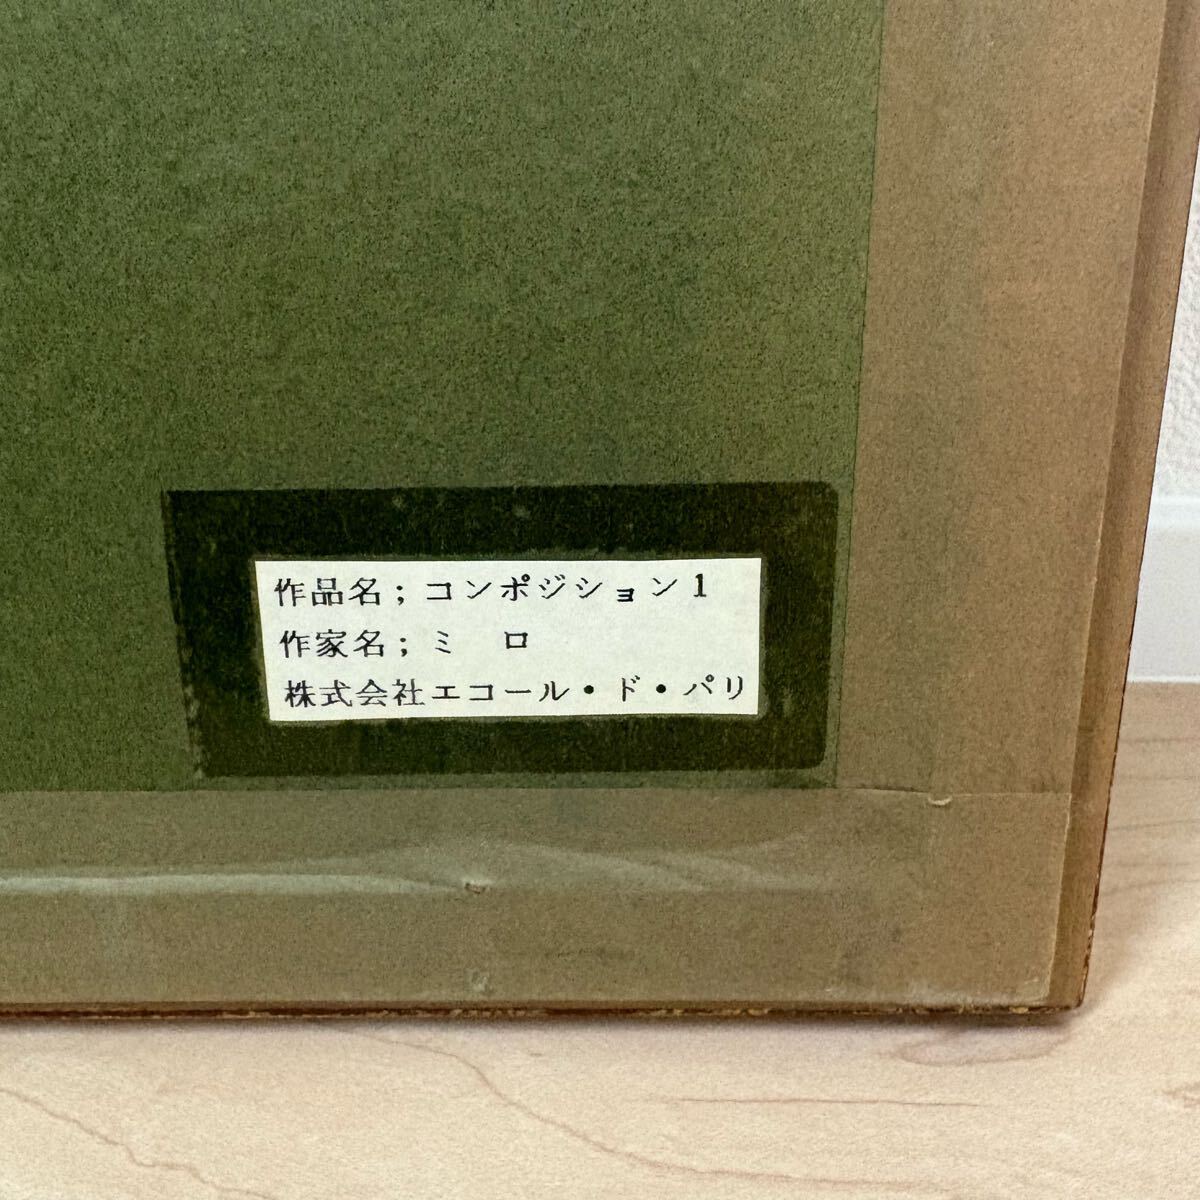 作品名；コンポジション1
作家名；ミ　ロ
株式会社エコール・ド・パリ